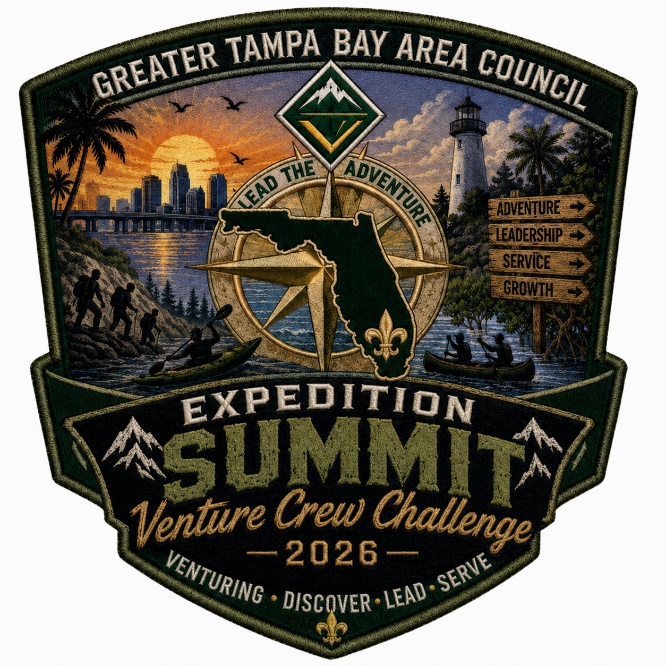 GREATER TAMPA BAY AREA COUNCIL
LEAD THE ADVENTURE
ADVENTURE
LEADERSHIP
SERVICE
GROWTH
EXPEDITION
SUMMIT
Venture Crew Challenge
— 2026 —
VENTURING • DISCOVER • LEAD • SERVE